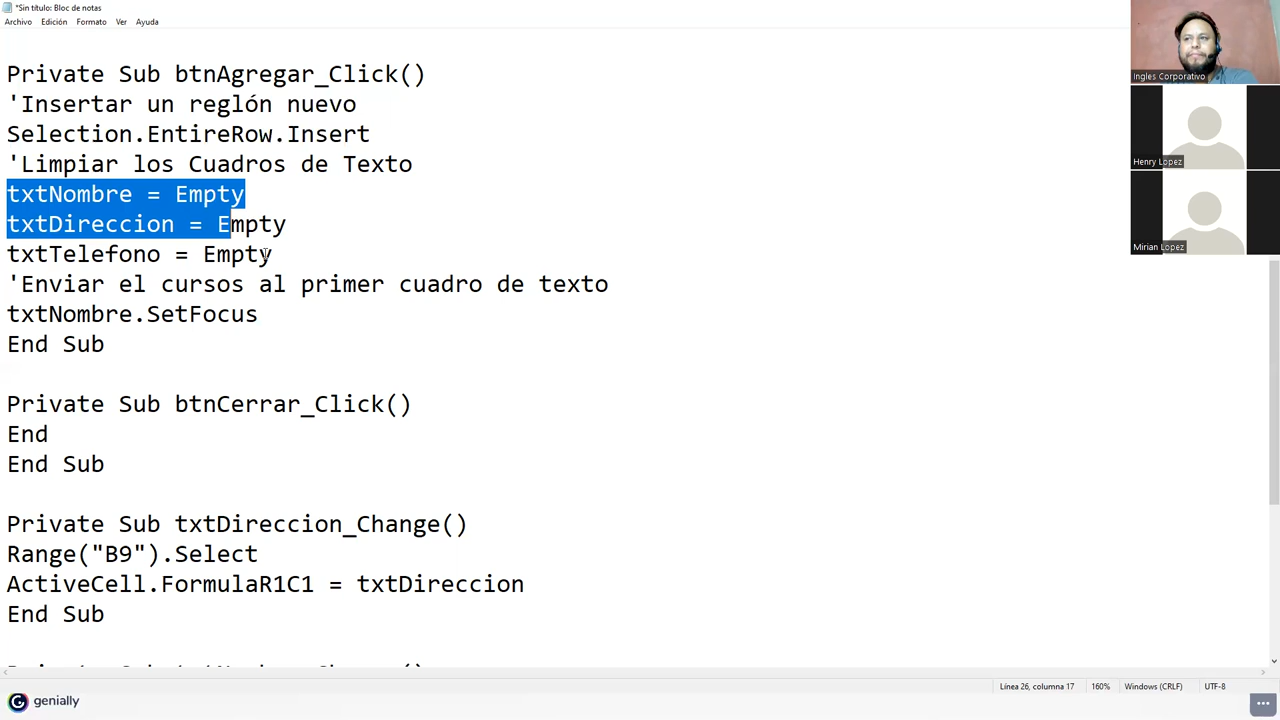 *Sin título: Bloc de notas
Archivo Edición Formato Ver Ayuda
Private Sub btnAgregar_Click()
'Insertar un reglón nuevo
Selection.EntireRow.Insert
'Limpiar los Cuadros de Texto
txtNombre = Empty
txtDireccion = Empty
txtTelefono = Empty
'Enviar el cursos al primer cuadro de texto
txtNombre.SetFocus
End Sub
Private Sub btnCerrar_Click()
End
End Sub
Private Sub txtDireccion_Change()
Range("B9").Select
ActiveCell.FormulaR1C1 = txtDireccion
End Sub
Ingles Corporativo
Henry Lopez
Mirian Lopez
Línea 26, columna 17 160% Windows (CRLF) UTF-8
genially